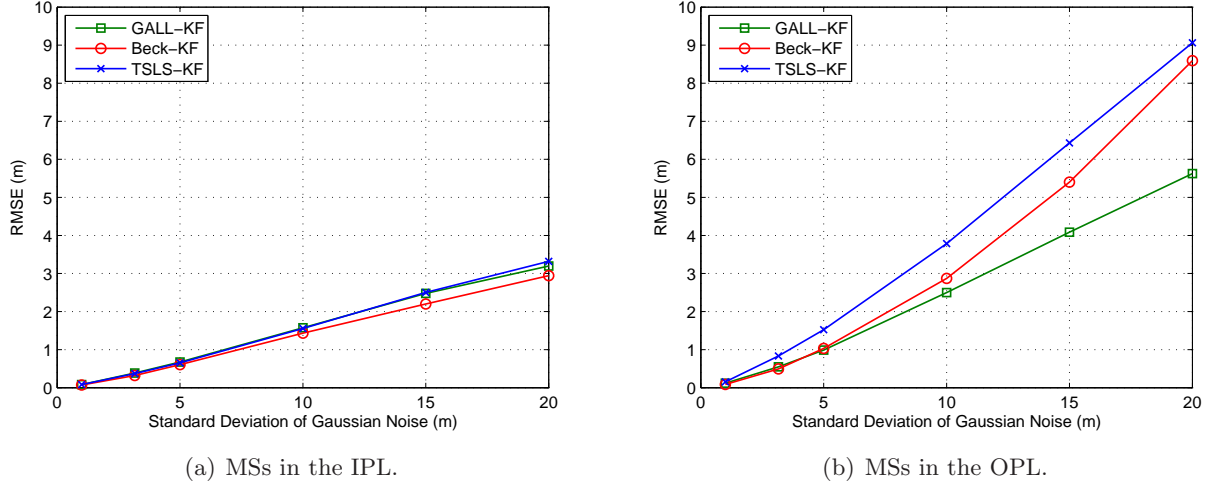 10
9
8
7
6
5
4
3
2
1
0
RMSE (m)
GALL−KF
Beck−KF
TSLS−KF
0 5 10 15 20
Standard Deviation of Gaussian Noise (m)
(a) MSs in the IPL.
10
9
8
7
6
5
4
3
2
1
0
RMSE (m)
GALL−KF
Beck−KF
TSLS−KF
0 5 10 15 20
Standard Deviation of Gaussian Noise (m)
(b) MSs in the OPL.